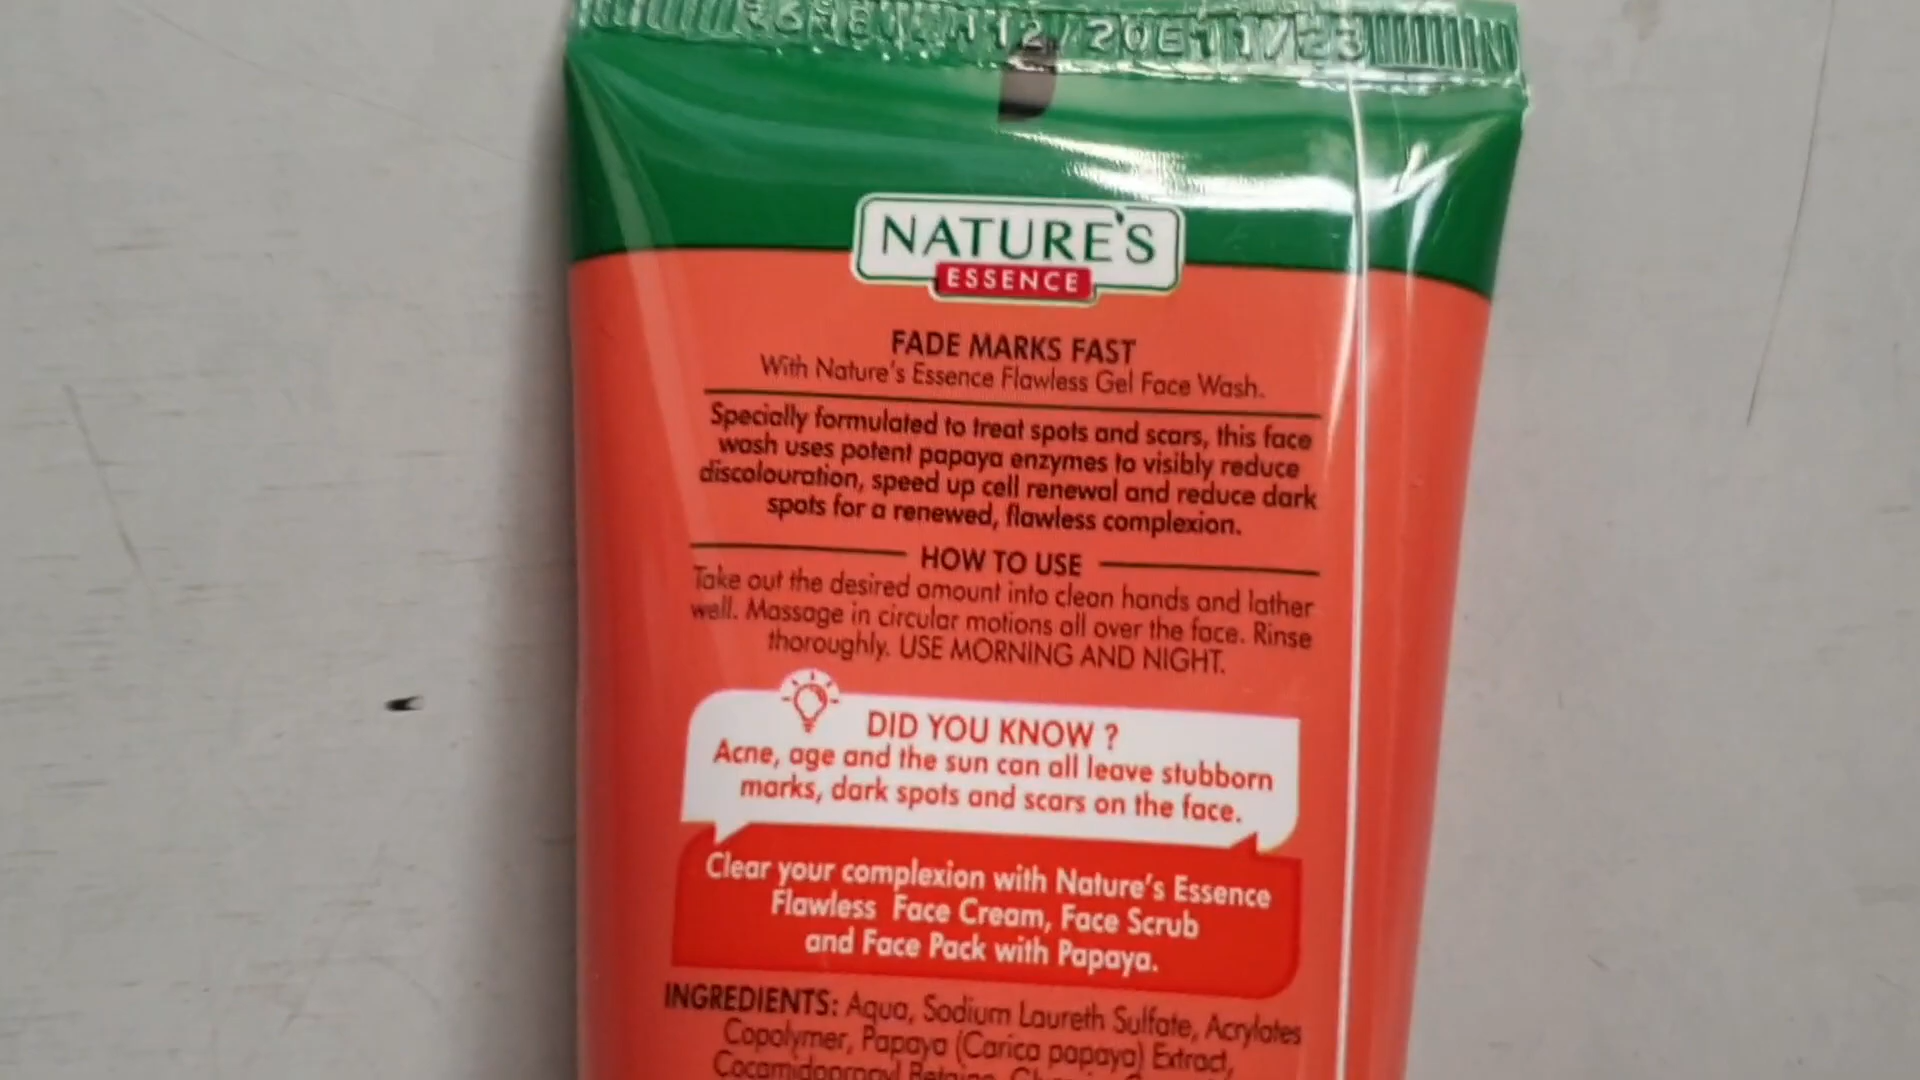 12/20E11/23
NATURE'S
ESSENCE
FADE MARKS FAST
With Nature's Essence Flawless Gel Face Wash.
Specially formulated to treat spots and scars, this face
wash uses potent papaya enzymes to visibly reduce
discolouration, speed up cell renewal and reduce dark
spots for a renewed, flawless complexion.
HOW TO USE
Take out the desired amount into clean hands and lather
well. Massage in circular motions all over the face. Rinse
thoroughly. USE MORNING AND NIGHT.
DID YOU KNOW ?
Acne, age and the sun can all leave stubborn
marks, dark spots and scars on the face.
Clear your complexion with Nature's Essence
Flawless Face Cream, Face Scrub
and Face Pack with Papaya.
INGREDIENTS: Aqua, Sodium Laureth Sulfate, Acrylates
Copolymer, Papaya (Carica papaya) Extract,
Cocamidopropyl Betaine,